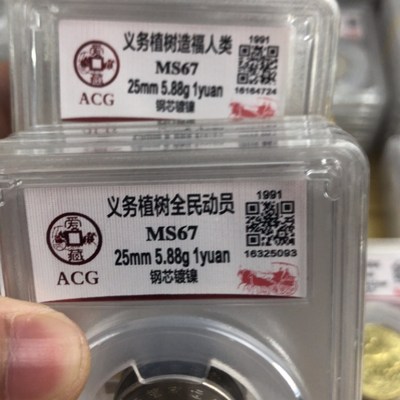 义务植树造福人类
1991
MS67
25mm 5.88g 1yuan
钢芯镀镍
16164724
ACG
义务植树全民动员
1991
MS67
25mm 5.88g 1yuan
钢芯镀镍
16325093
ACG